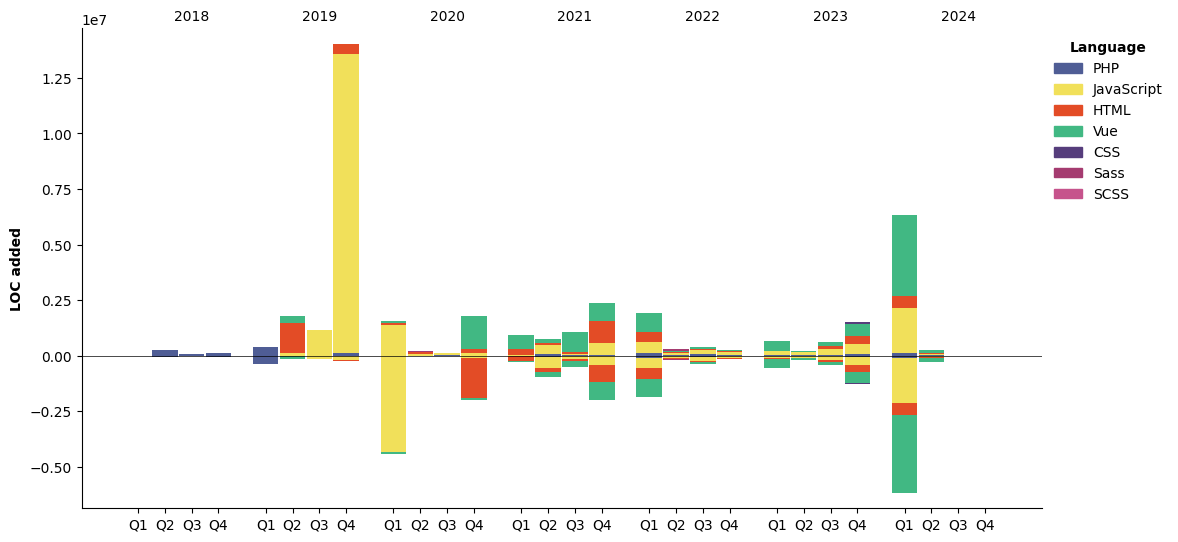 1e7
2018 2019 2020 2021 2022 2023 2024
LOC added
1.25
1.00
0.75
0.50
0.25
0.00
−0.25
−0.50
Q1 Q2 Q3 Q4 Q1 Q2 Q3 Q4 Q1 Q2 Q3 Q4 Q1 Q2 Q3 Q4 Q1 Q2 Q3 Q4 Q1 Q2 Q3 Q4 Q1 Q2 Q3 Q4
Language
PHP
JavaScript
HTML
Vue
CSS
Sass
SCSS